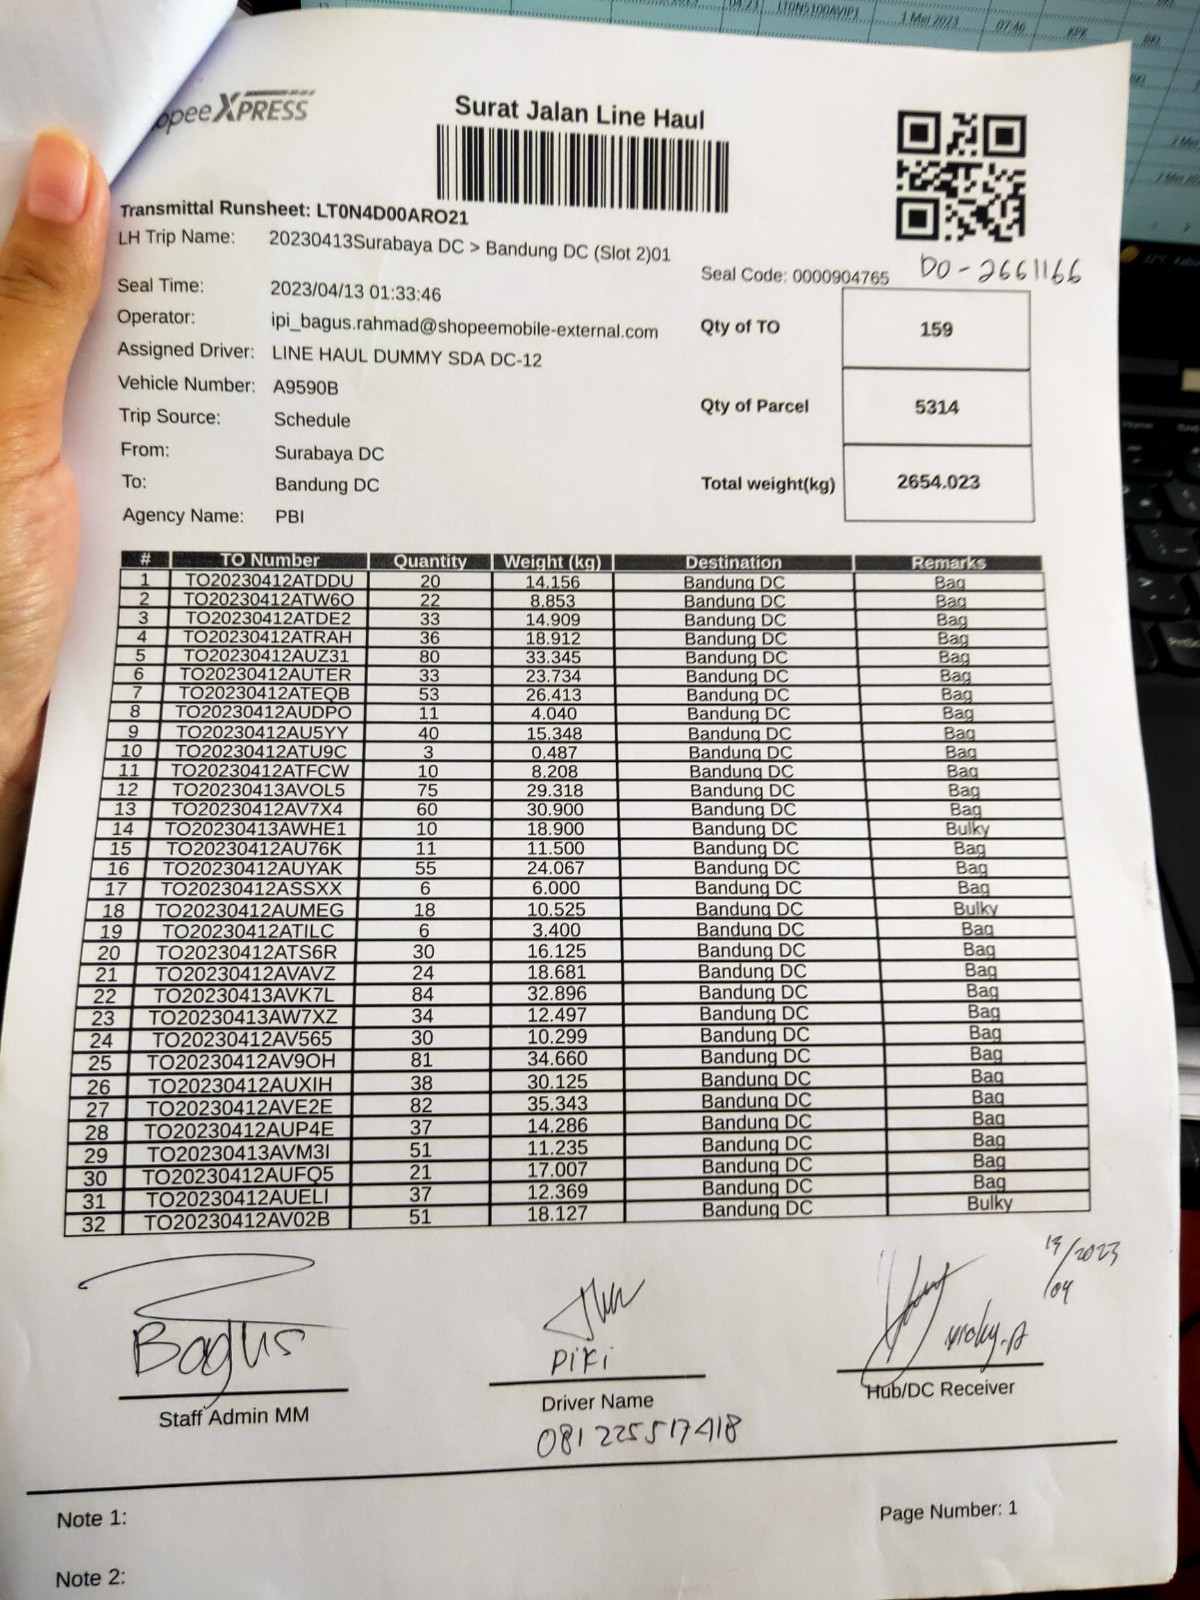 04:23 LT0N5100AVIP1 1 Mei 2023 07:46 KPK BKI
opee XPRESS
Surat Jalan Line Haul
Transmittal Runsheet: LT0N4D00ARO21
LH Trip Name: 20230413Surabaya DC > Bandung DC (Slot 2)01
Seal Code: 0000904765
DO - 2661166
Seal Time: 2023/04/13 01:33:46
Operator: ipi_bagus.rahmad@shopeemobile-external.com
Qty of TO 159
Assigned Driver: LINE HAUL DUMMY SDA DC-12
Vehicle Number: A9590B
Qty of Parcel 5314
Trip Source: Schedule
From: Surabaya DC
To: Bandung DC
Total weight(kg) 2654.023
Agency Name: PBI
# TO Number Quantity Weight (kg) Destination Remarks
1 TO20230412ATDDU 20 14.156 Bandung DC Bag
2 TO20230412ATW6O 22 8.853 Bandung DC Bag
3 TO20230412ATDE2 33 14.909 Bandung DC Bag
4 TO20230412ATRAH 36 18.912 Bandung DC Bag
5 TO20230412AUZ31 80 33.345 Bandung DC Bag
6 TO20230412AUTER 33 23.734 Bandung DC Bag
7 TO20230412ATEQB 53 26.413 Bandung DC Bag
8 TO20230412AUDPO 11 4.040 Bandung DC Bag
9 TO20230412AU5YY 40 15.348 Bandung DC Bag
10 TO20230412ATU9C 3 0.487 Bandung DC Bag
11 TO20230412ATFCW 10 8.208 Bandung DC Bag
12 TO20230413AVOL5 75 29.318 Bandung DC Bag
13 TO20230412AV7X4 60 30.900 Bandung DC Bag
14 TO20230413AWHE1 10 18.900 Bandung DC Bulky
15 TO20230412AU76K 11 11.500 Bandung DC Bag
16 TO20230412AUYAK 55 24.067 Bandung DC Bag
17 TO20230412ASSXX 6 6.000 Bandung DC Bag
18 TO20230412AUMEG 18 10.525 Bandung DC Bulky
19 TO20230412ATILC 6 3.400 Bandung DC Bag
20 TO20230412ATS6R 30 16.125 Bandung DC Bag
21 TO20230412AVAVZ 24 18.681 Bandung DC Bag
22 TO20230413AVK7L 84 32.896 Bandung DC Bag
23 TO20230413AW7XZ 34 12.497 Bandung DC Bag
24 TO20230412AV565 30 10.299 Bandung DC Bag
25 TO20230412AV9OH 81 34.660 Bandung DC Bag
26 TO20230412AUXIH 38 30.125 Bandung DC Bag
27 TO20230412AVE2E 82 35.343 Bandung DC Bag
28 TO20230412AUP4E 37 14.286 Bandung DC Bag
29 TO20230413AVM3I 51 11.235 Bandung DC Bag
30 TO20230412AUFQ5 21 17.007 Bandung DC Bag
31 TO20230412AUELI 37 12.369 Bandung DC Bag
32 TO20230412AV02B 51 18.127 Bandung DC Bulky
Bagus
PiKi
Staff Admin MM
Driver Name
Hub/DC Receiver
081225517418
Note 1:
Page Number: 1
Note 2: